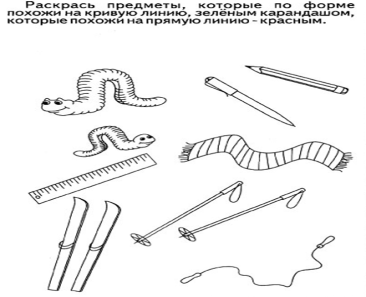 Раскрась предметы, которые по форме
похожи на кривую линию, зелёным карандашом,
которые похожи на прямую линию - красным.